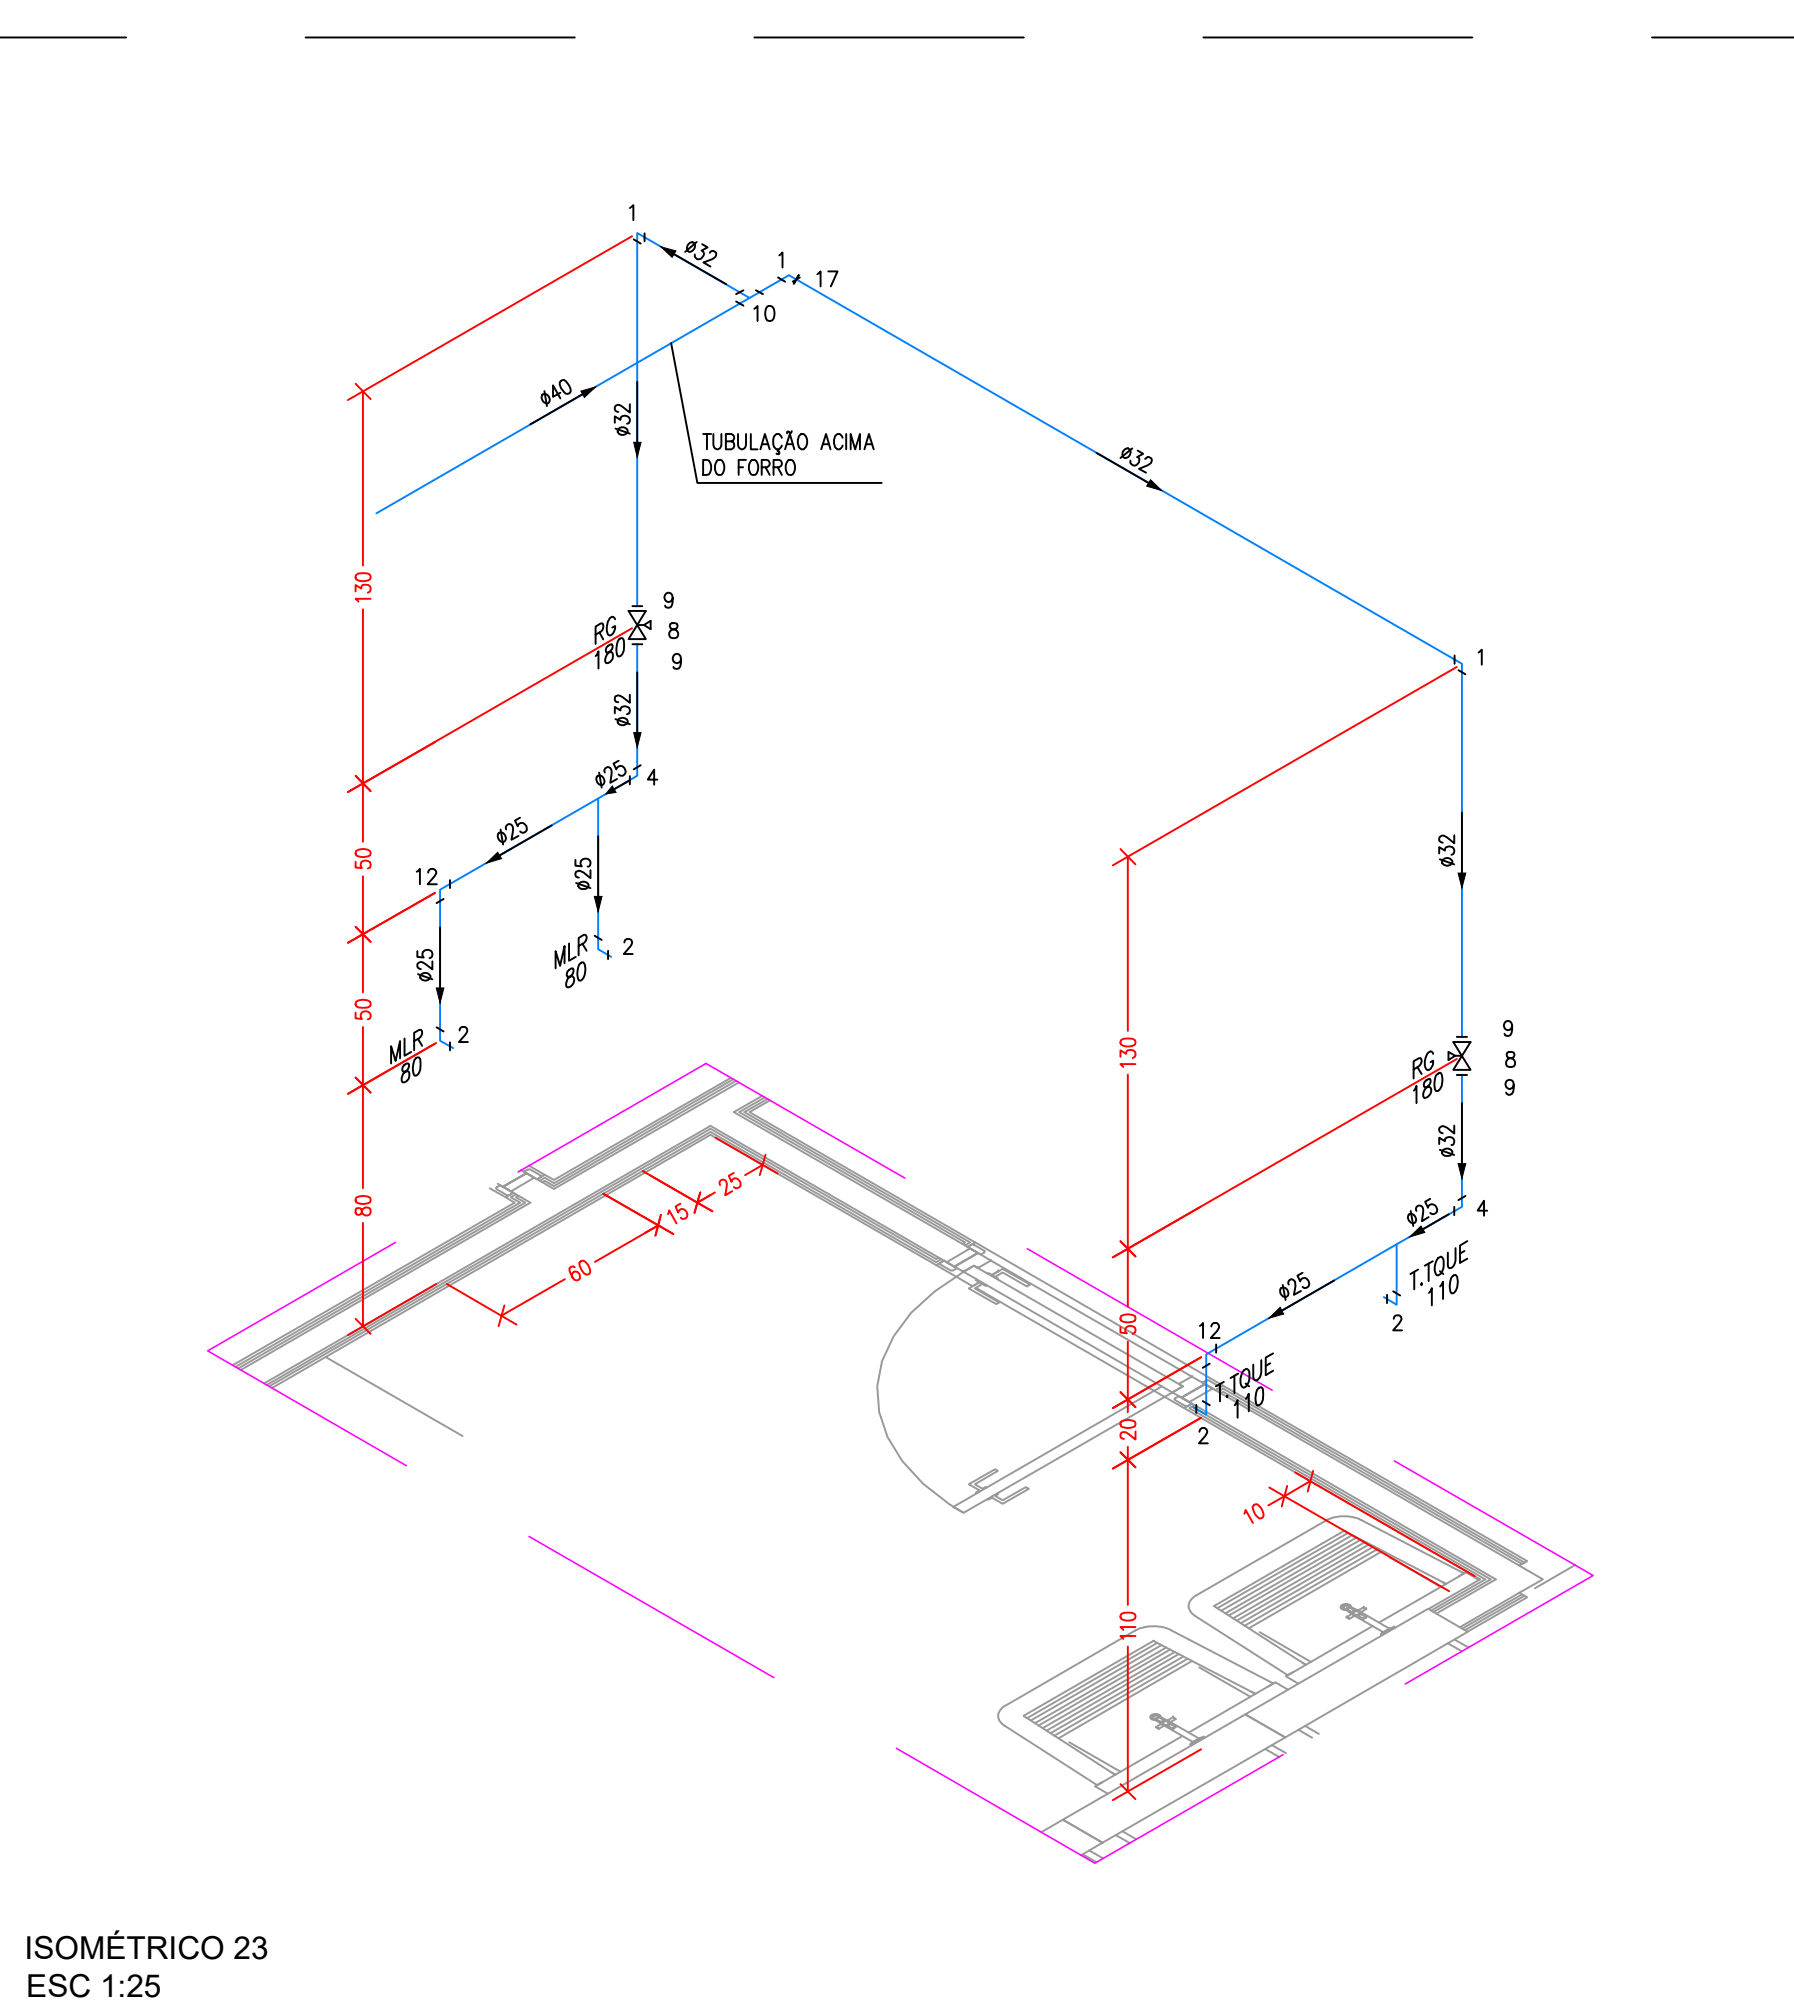 1
ø32
1
17
10
ø40
ø32
TUBULAÇÃO ACIMA
DO FORRO
ø32
130
9
RG
8
180
9
1
ø32
ø25
4
ø25
50
ø32
12
ø25
MLR
80
2
ø25
50
MLR
80
2
130
9
RG
8
180
9
ø32
80
25
15
60
ø25
4
T.TQUE
110
ø25
2
50
12
T.TQUE
110
20
2
10
110
ISOMÉTRICO 23
ESC 1:25